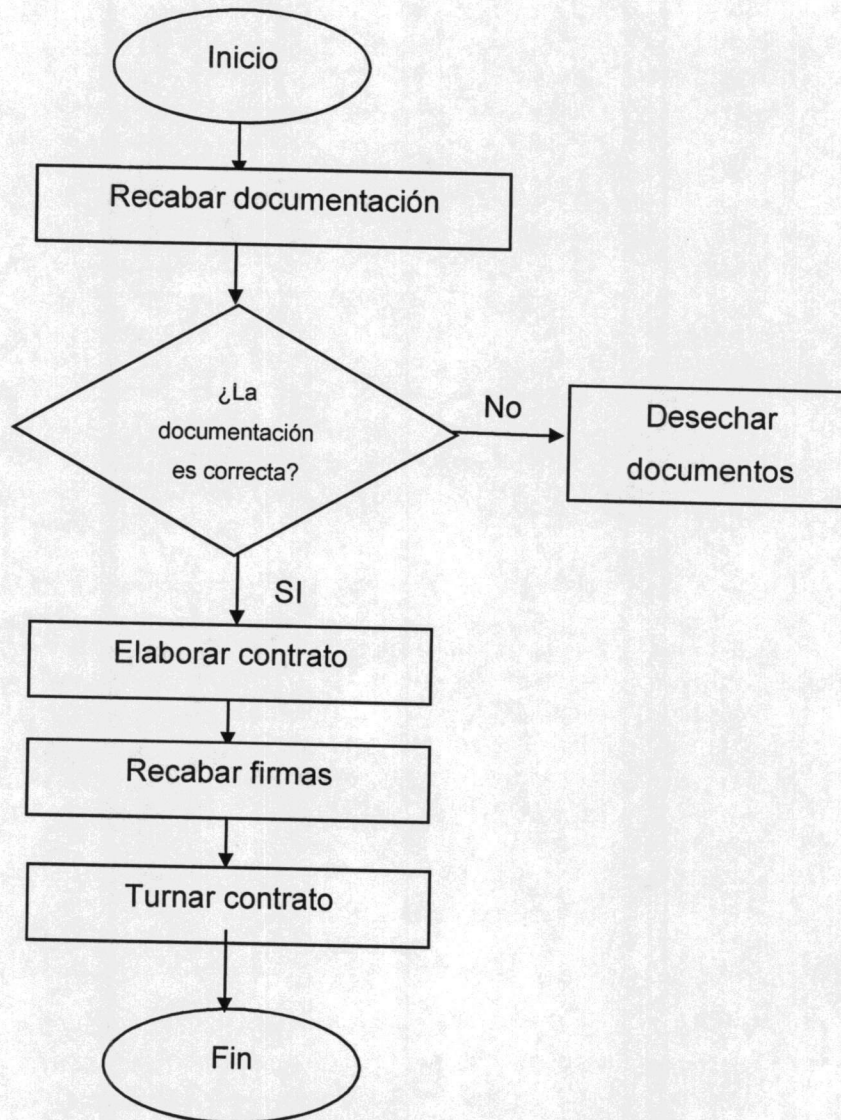 Inicio
Recabar documentación
¿La
documentación
es correcta?
No
Desechar
documentos
SI
Elaborar contrato
Recabar firmas
Turnar contrato
Fin